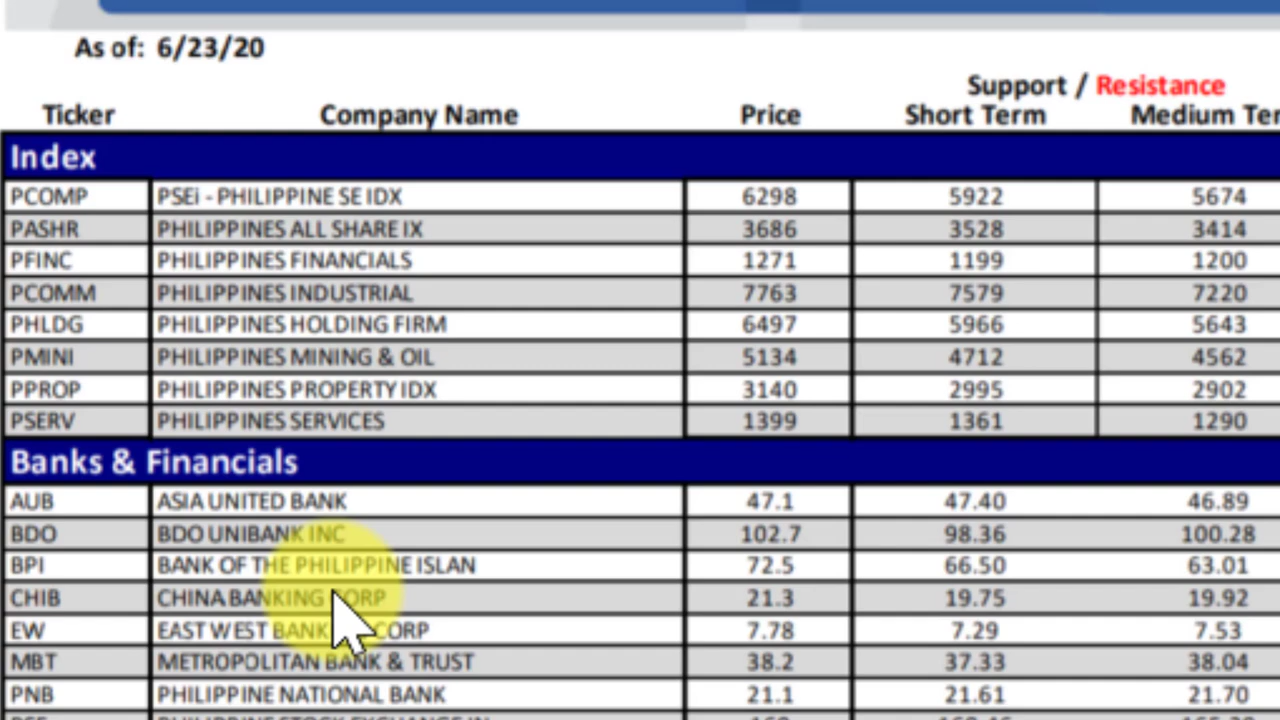 As of: 6/23/20
Support / Resistance
Ticker Company Name Price Short Term Medium Ter
Index
PCOMP PSEi - PHILIPPINE SE IDX 6298 5922 5674
PASHR PHILIPPINES ALL SHARE IX 3686 3528 3414
PFINC PHILIPPINES FINANCIALS 1271 1199 1200
PCOMM PHILIPPINES INDUSTRIAL 7763 7579 7220
PHLDG PHILIPPINES HOLDING FIRM 6497 5966 5643
PMINI PHILIPPINES MINING & OIL 5134 4712 4562
PPROP PHILIPPINES PROPERTY IDX 3140 2995 2902
PSERV PHILIPPINES SERVICES 1399 1361 1290
Banks & Financials
AUB ASIA UNITED BANK 47.1 47.40 46.89
BDO BDO UNIBANK INC 102.7 98.36 100.28
BPI BANK OF THE PHILIPPINE ISLAN 72.5 66.50 63.01
CHIB CHINA BANKING CORP 21.3 19.75 19.92
EW EAST WEST BANK CORP 7.78 7.29 7.53
MBT METROPOLITAN BANK & TRUST 38.2 37.33 38.04
PNB PHILIPPINE NATIONAL BANK 21.1 21.61 21.70
PHILIPPINE STOCK EXCHANGE IN